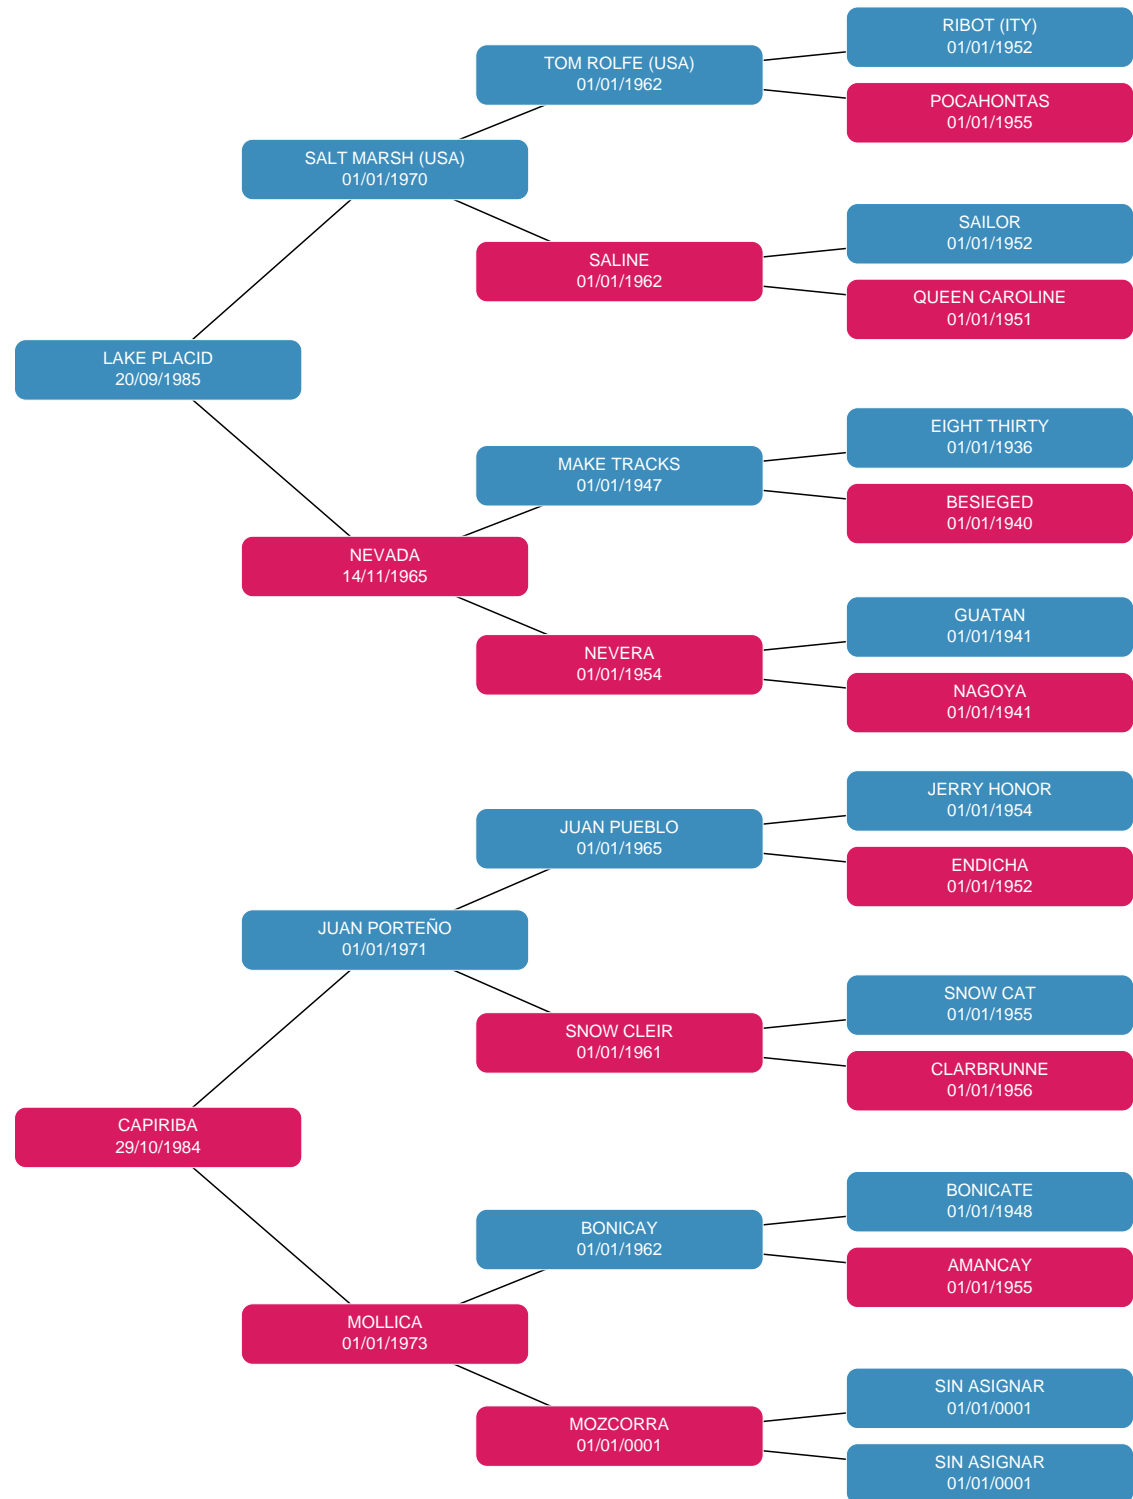 RIBOT (ITY)
01/01/1952
TOM ROLFE (USA)
01/01/1962
POCAHONTAS
01/01/1955
SALT MARSH (USA)
01/01/1970
SAILOR
01/01/1952
SALINE
01/01/1962
QUEEN CAROLINE
01/01/1951
LAKE PLACID
20/09/1985
EIGHT THIRTY
01/01/1936
MAKE TRACKS
01/01/1947
BESIEGED
01/01/1940
NEVADA
14/11/1965
GUATAN
01/01/1941
NEVERA
01/01/1954
NAGOYA
01/01/1941
JERRY HONOR
01/01/1954
JUAN PUEBLO
01/01/1965
ENDICHA
01/01/1952
JUAN PORTEÑO
01/01/1971
SNOW CAT
01/01/1955
SNOW CLEIR
01/01/1961
CLARBRUNNE
01/01/1956
CAPIRIBA
29/10/1984
BONICATE
01/01/1948
BONICAY
01/01/1962
AMANCAY
01/01/1955
MOLLICA
01/01/1973
SIN ASIGNAR
01/01/0001
MOZCORRA
01/01/0001
SIN ASIGNAR
01/01/0001